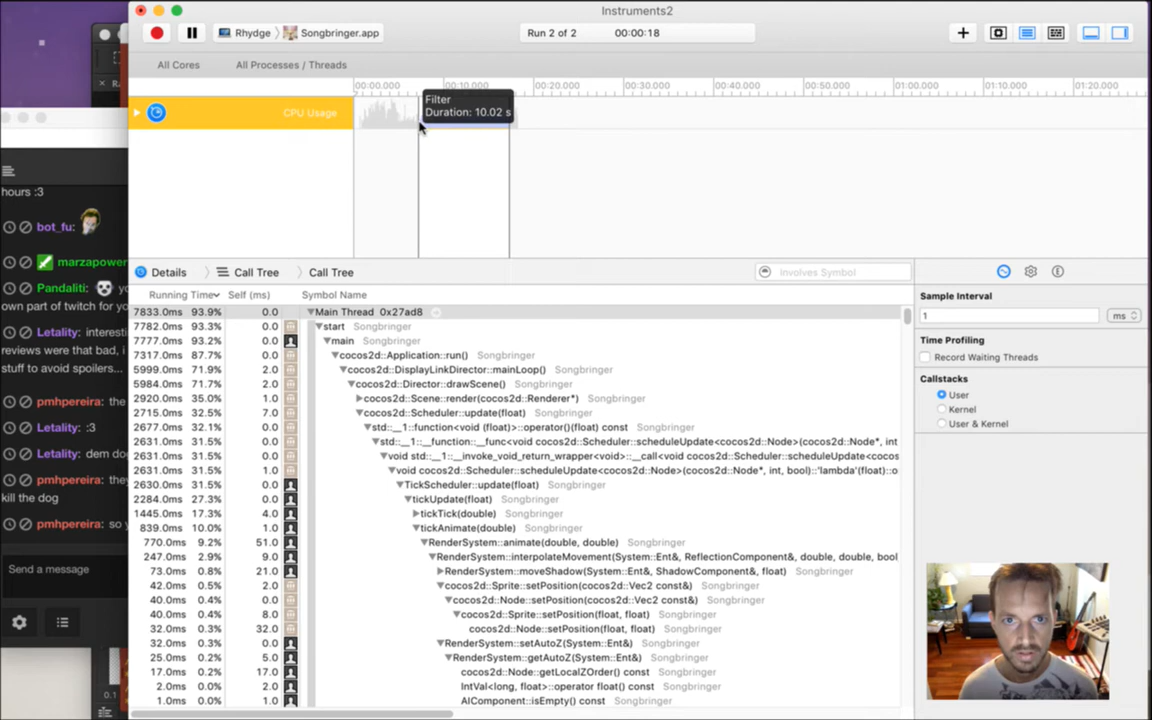 Instruments2
Rhydge
Songbringer.app
Run 2 of 2
00:00:18
All Cores
All Processes / Threads
00:00.000
00:10.000
00:20.000
00:30.000
00:40.000
00:50.000
01:00.000
01:10.000
01:20.000
CPU Usage
Filter
Duration: 10.02 s
hours :3
bot_fu:
marzapower
Pandaliti:
own part of twitch for yo
Letality: interesti
reviews were that bad, i
stuff to avoid spoilers...
pmhpereira: the
Letality: :3
Letality: dem do
pmhpereira: the
kill the dog
pmhpereira: so y
Send a message
0.1
Details
Call Tree
Call Tree
Involves Symbol
Running Time
Self (ms)
Symbol Name
7833.0ms 93.9% 0.0 Main Thread 0x27ad8
7782.0ms 93.3% 0.0 start Songbringer
7777.0ms 93.2% 0.0 main Songbringer
7317.0ms 87.7% 0.0 cocos2d::Application::run() Songbringer
5999.0ms 71.9% 2.0 cocos2d::DisplayLinkDirector::mainLoop() Songbringer
5984.0ms 71.7% 2.0 cocos2d::Director::drawScene() Songbringer
2920.0ms 35.0% 1.0 cocos2d::Scene::render(cocos2d::Renderer*) Songbringer
2715.0ms 32.5% 7.0 cocos2d::Scheduler::update(float) Songbringer
2677.0ms 32.1% 0.0 std::__1::function<void (float)>::operator()(float) const Songbringer
2631.0ms 31.5% 0.0 std::__1::__function::__func<void cocos2d::Scheduler::scheduleUpdate<cocos2d::Node>(cocos2d::Node*, int
2631.0ms 31.5% 0.0 void std::__1::__invoke_void_return_wrapper<void>::__call<void cocos2d::Scheduler::scheduleUpdate<cocos
2631.0ms 31.5% 1.0 void cocos2d::Scheduler::scheduleUpdate<cocos2d::Node>(cocos2d::Node*, int, bool)::'lambda'(float)::o
2630.0ms 31.5% 0.0 TickScheduler::update(float) Songbringer
2284.0ms 27.3% 0.0 tickUpdate(float) Songbringer
1445.0ms 17.3% 4.0 tickTick(double) Songbringer
839.0ms 10.0% 1.0 tickAnimate(double) Songbringer
770.0ms 9.2% 51.0 RenderSystem::animate(double, double) Songbringer
247.0ms 2.9% 9.0 RenderSystem::interpolateMovement(System::Ent&, ReflectionComponent&, double, double, bool
73.0ms 0.8% 21.0 RenderSystem::moveShadow(System::Ent&, ShadowComponent&, float) Songbringer
42.0ms 0.5% 2.0 cocos2d::Sprite::setPosition(cocos2d::Vec2 const&) Songbringer
40.0ms 0.4% 0.0 cocos2d::Node::setPosition(cocos2d::Vec2 const&) Songbringer
40.0ms 0.4% 8.0 cocos2d::Sprite::setPosition(float, float) Songbringer
32.0ms 0.3% 32.0 cocos2d::Node::setPosition(float, float) Songbringer
32.0ms 0.3% 0.0 RenderSystem::setAutoZ(System::Ent&) Songbringer
25.0ms 0.2% 5.0 RenderSystem::getAutoZ(System::Ent&) Songbringer
17.0ms 0.2% 17.0 cocos2d::Node::getLocalZOrder() const Songbringer
2.0ms 0.0% 2.0 IntVal<long, float>::operator float() const Songbringer
1.0ms 0.0% 1.0 AIComponent::isEmpty() const Songbringer
Sample Interval
1
ms
Time Profiling
Record Waiting Threads
Callstacks
User
Kernel
User & Kernel